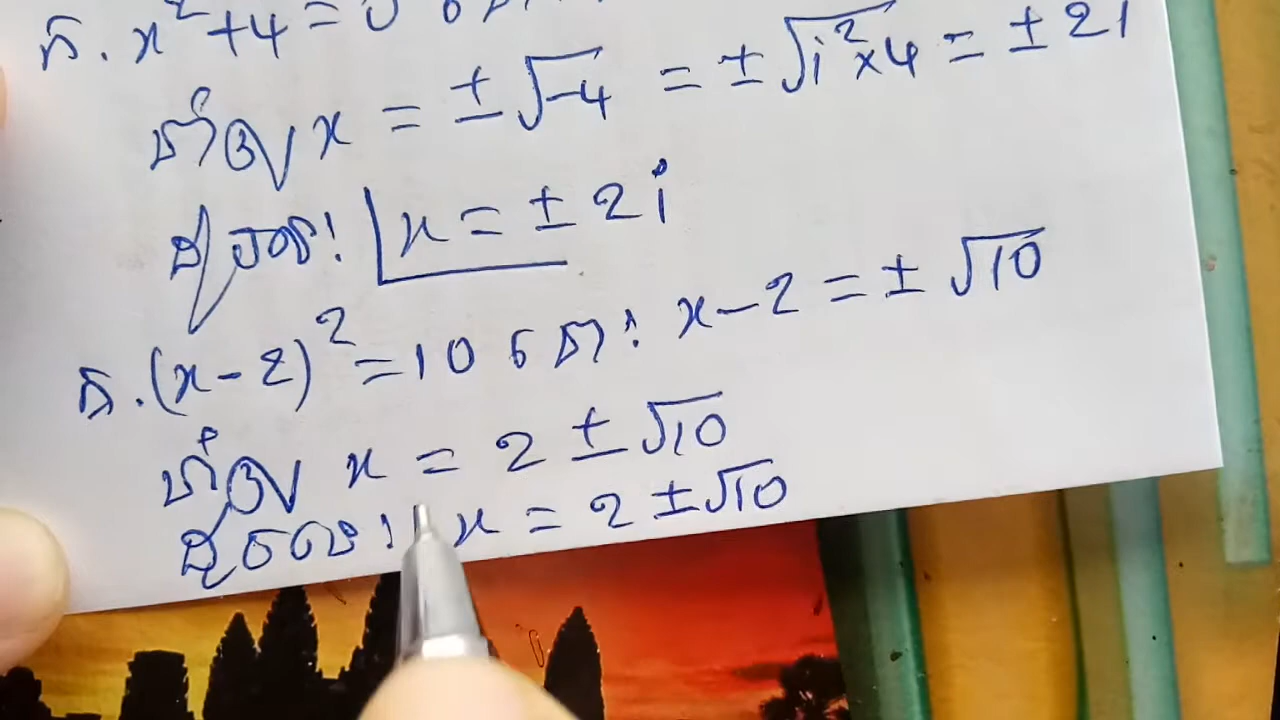 ក. x² + 4 = 0
នាំឲ្យ x = ± √-4 = ± √i² × 4 = ± 2i
ដូចនេះ: x = ± 2i
គ. (x - 2)² = 10 នោះ: x - 2 = ± √10
នាំឲ្យ x = 2 ± √10
ដូចនេះ: x = 2 ± √10